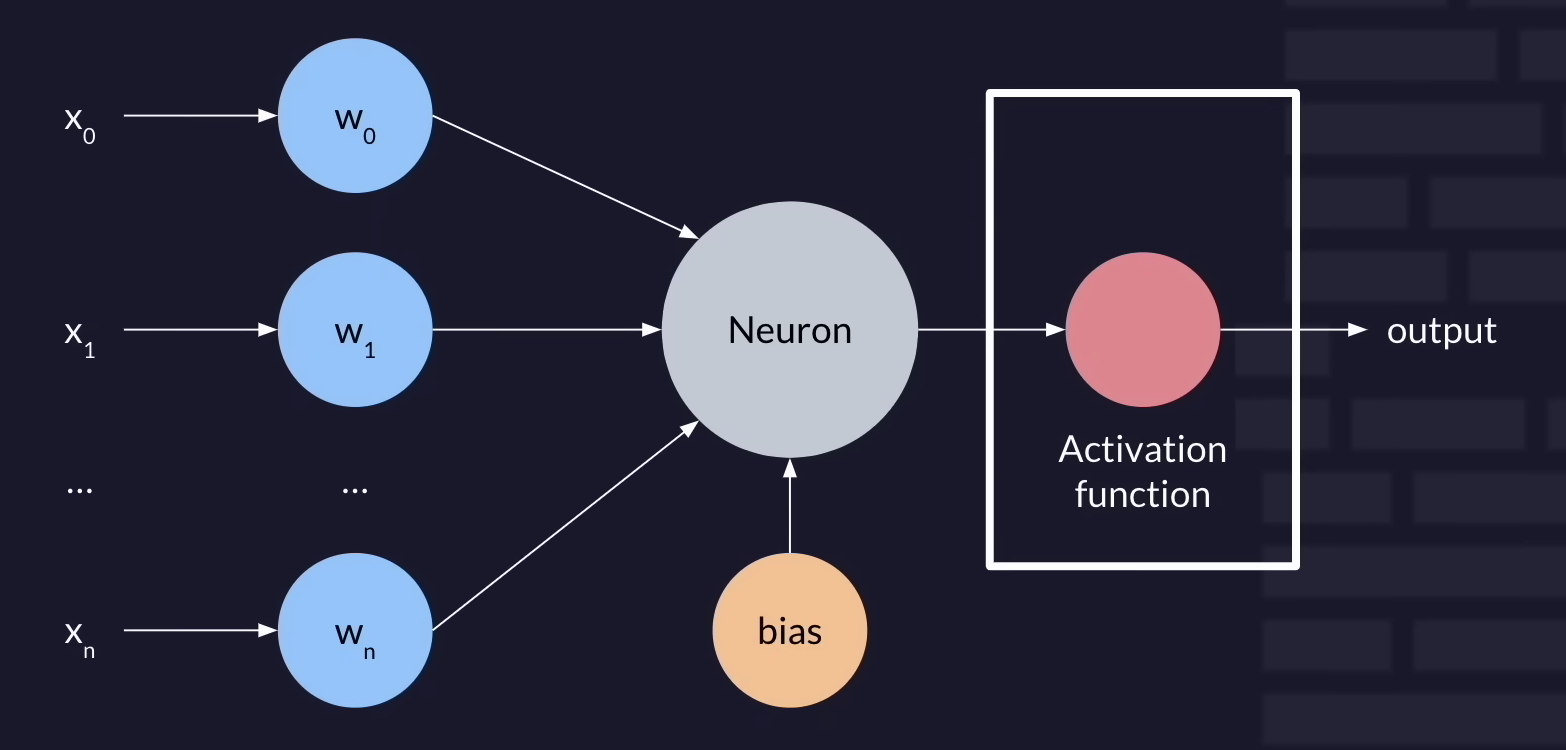 x0
w0
x1
w1
Neuron
output
Activation
function
...
...
xn
wn
bias